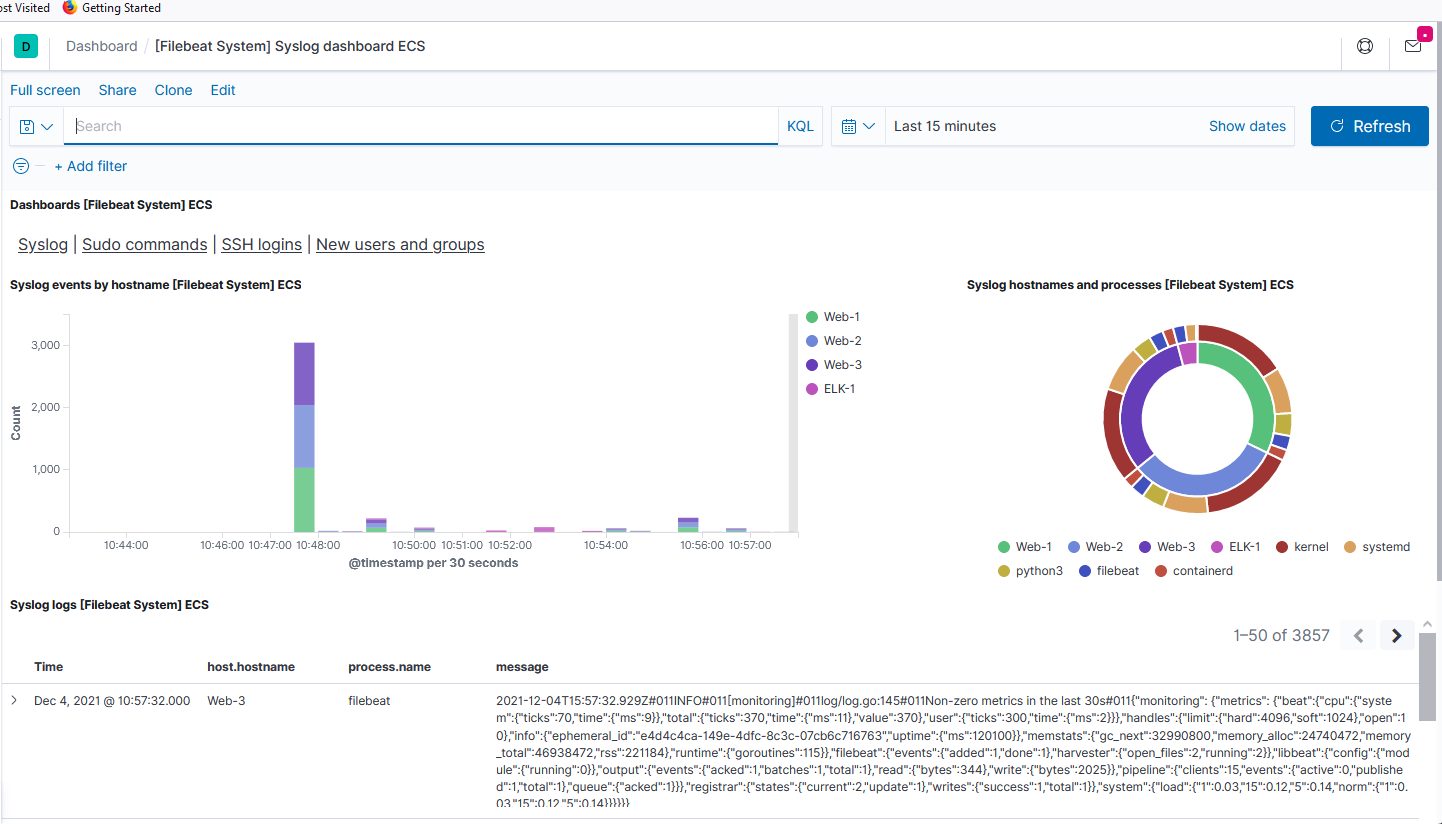 ost Visited Getting Started
D Dashboard / [Filebeat System] Syslog dashboard ECS
Full screen Share Clone Edit
Search KQL Last 15 minutes Show dates Refresh
+ Add filter
Dashboards [Filebeat System] ECS
Syslog | Sudo commands | SSH logins | New users and groups
Syslog events by hostname [Filebeat System] ECS
Count
3,000
2,000
1,000
0
10:44:00 10:46:00 10:47:00 10:48:00 10:50:00 10:51:00 10:52:00 10:54:00 10:56:00 10:57:00
@timestamp per 30 seconds
Web-1
Web-2
Web-3
ELK-1
Syslog hostnames and processes [Filebeat System] ECS
Web-1 Web-2 Web-3 ELK-1 kernel systemd
python3 filebeat containerd
Syslog logs [Filebeat System] ECS
1–50 of 3857
Time host.hostname process.name message
Dec 4, 2021 @ 10:57:32.000 Web-3 filebeat 2021-12-04T15:57:32.929Z#011INFO#011[monitoring]#011log/log.go:145#011Non-zero metrics in the last 30s#011{"monitoring": {"metrics": {"beat":{"cpu":{"syst
em":{"ticks":70,"time":{"ms":9}},"total":{"ticks":370,"time":{"ms":11},"value":370},"user":{"ticks":300,"time":{"ms":2}}},"handles":{"limit":{"hard":4096,"soft":1024},"open":1
0},"info":{"ephemeral_id":"e4d4c4ca-149e-4dfc-8c3c-07cb6c716763","uptime":{"ms":120100}},"memstats":{"gc_next":32990800,"memory_alloc":24740472,"memory
_total":46938472,"rss":221184},"runtime":{"goroutines":115}},"filebeat":{"events":{"added":1,"done":1},"harvester":{"open_files":2,"running":2}},"libbeat":{"config":{"mod
ule":{"running":0}},"output":{"events":{"acked":1,"batches":1,"total":1},"read":{"bytes":344},"write":{"bytes":2025}},"pipeline":{"clients":15,"events":{"active":0,"publishe
d":1,"total":1},"queue":{"acked":1}}},"registrar":{"states":{"current":2,"update":1},"writes":{"success":1,"total":1}},"system":{"load":{"1":0.03,"15":0.12,"5":0.14,"norm":{"1":0.
03,"15":0.12,"5":0.14}}}}}}